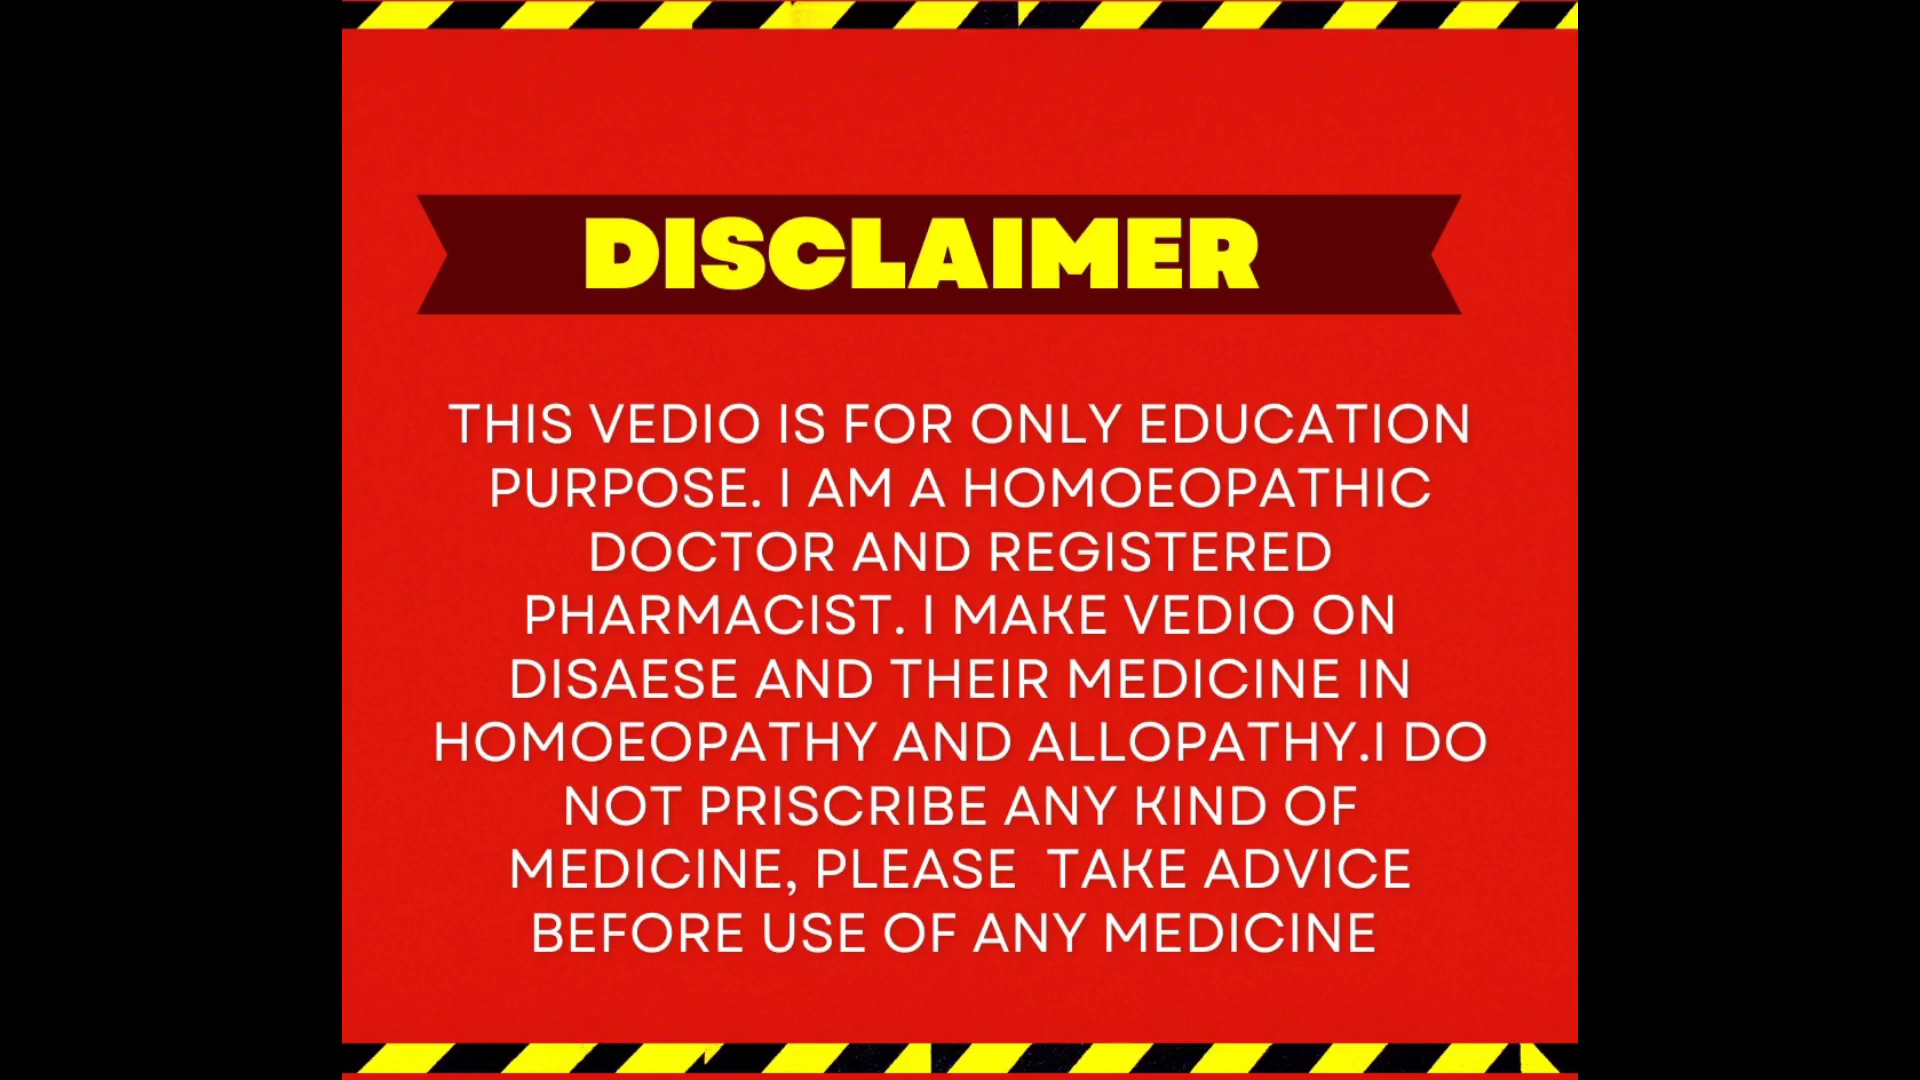 DISCLAIMER
THIS VEDIO IS FOR ONLY EDUCATION
PURPOSE. I AM A HOMOEOPATHIC
DOCTOR AND REGISTERED
PHARMACIST. I MAKE VEDIO ON
DISAESE AND THEIR MEDICINE IN
HOMOEOPATHY AND ALLOPATHY.I DO
NOT PRISCRIBE ANY KIND OF
MEDICINE, PLEASE  TAKE ADVICE
BEFORE USE OF ANY MEDICINE